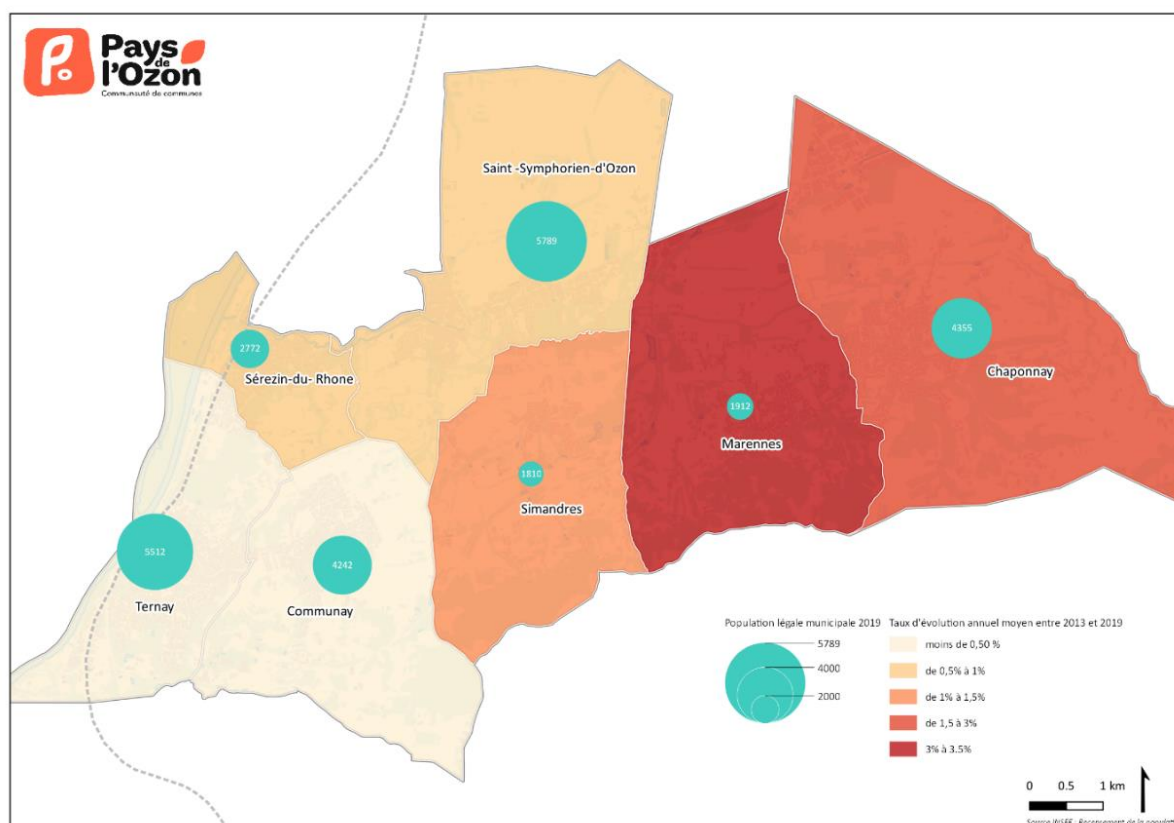 Pays
de
l'Ozon
Communauté de communes
Saint -Symphorien-d'Ozon
5789
4355
Chaponnay
2772
Sérezin-du- Rhone
1912
Marennes
1810
Simandres
5512
Ternay
4242
Communay
Population légale municipale 2019
5789
4000
2000
Taux d'évolution annuel moyen entre 2013 et 2019
moins de 0,50 %
de 0,5% à 1%
de 1% à 1,5%
de 1,5 à 3%
3% à 3.5%
0 0.5 1 km
Source INSEE : Recensement de la